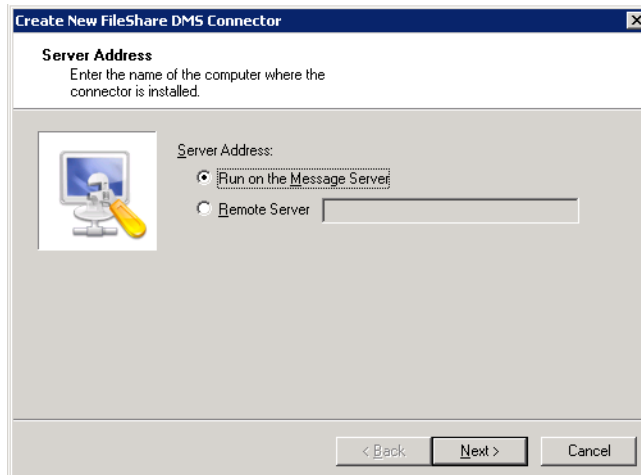 Create New FileShare DMS Connector
Server Address
Enter the name of the computer where the
connector is installed.
Server Address:
Run on the Message Server
Remote Server
< Back
Next >
Cancel